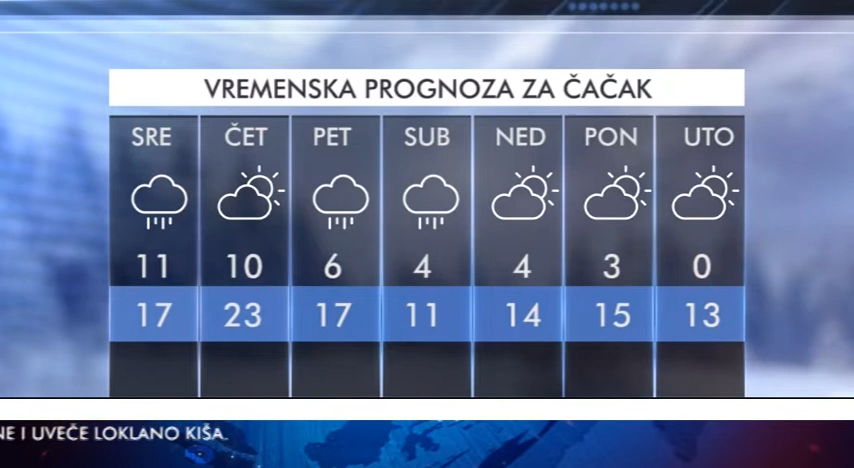 VREMENSKA PROGNOZA ZA ČAČAK
SRE ČET PET SUB NED PON UTO
11 10 6 4 4 3 0
17 23 17 11 14 15 13
I UVEČE LOKLANO KIŠA.